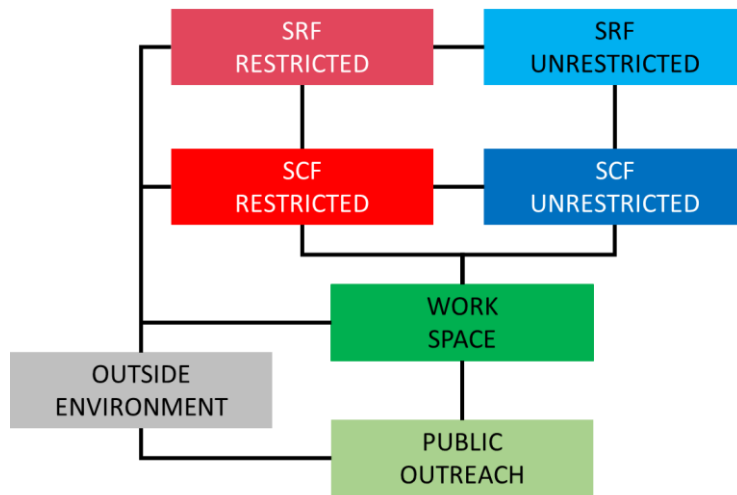 SRF
RESTRICTED
SRF
UNRESTRICTED
SCF
RESTRICTED
SCF
UNRESTRICTED
WORK
SPACE
OUTSIDE
ENVIRONMENT
PUBLIC
OUTREACH